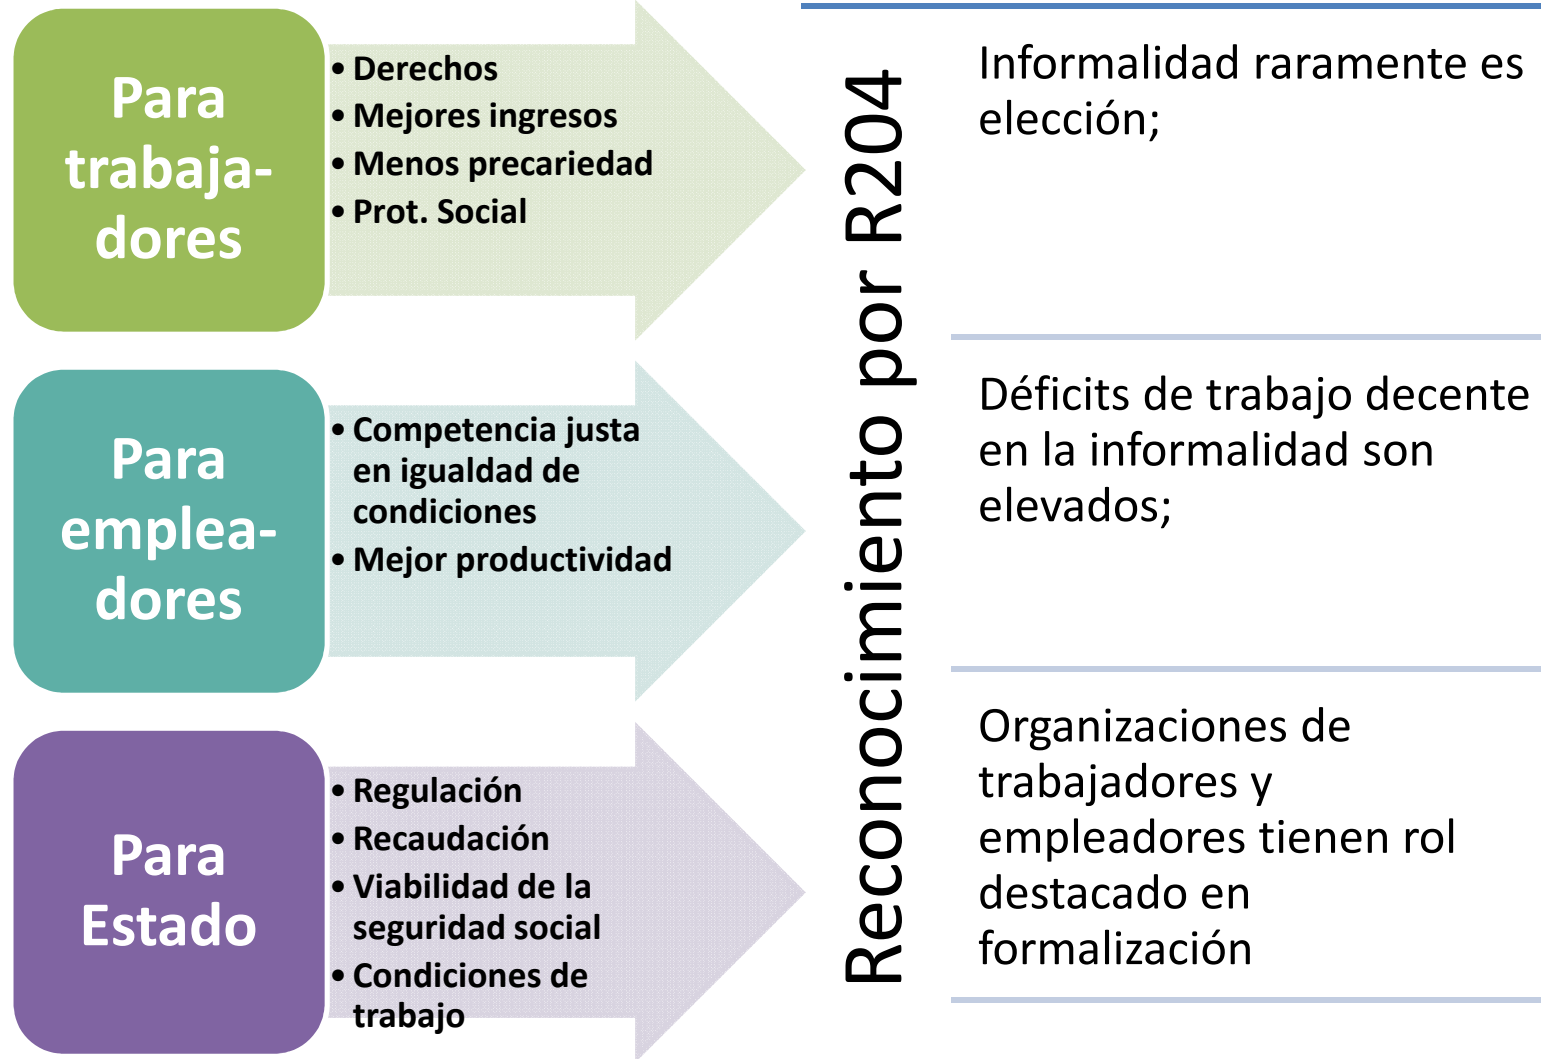 Para
trabaja-
dores
• Derechos
• Mejores ingresos
• Menos precariedad
• Prot. Social
Para
emplea-
dores
• Competencia justa
en igualdad de
condiciones
• Mejor productividad
Para
Estado
• Regulación
• Recaudación
• Viabilidad de la
seguridad social
• Condiciones de
trabajo
Reconocimiento por R204
Informalidad raramente es
elección;
Déficits de trabajo decente
en la informalidad son
elevados;
Organizaciones de
trabajadores y
empleadores tienen rol
destacado en
formalización